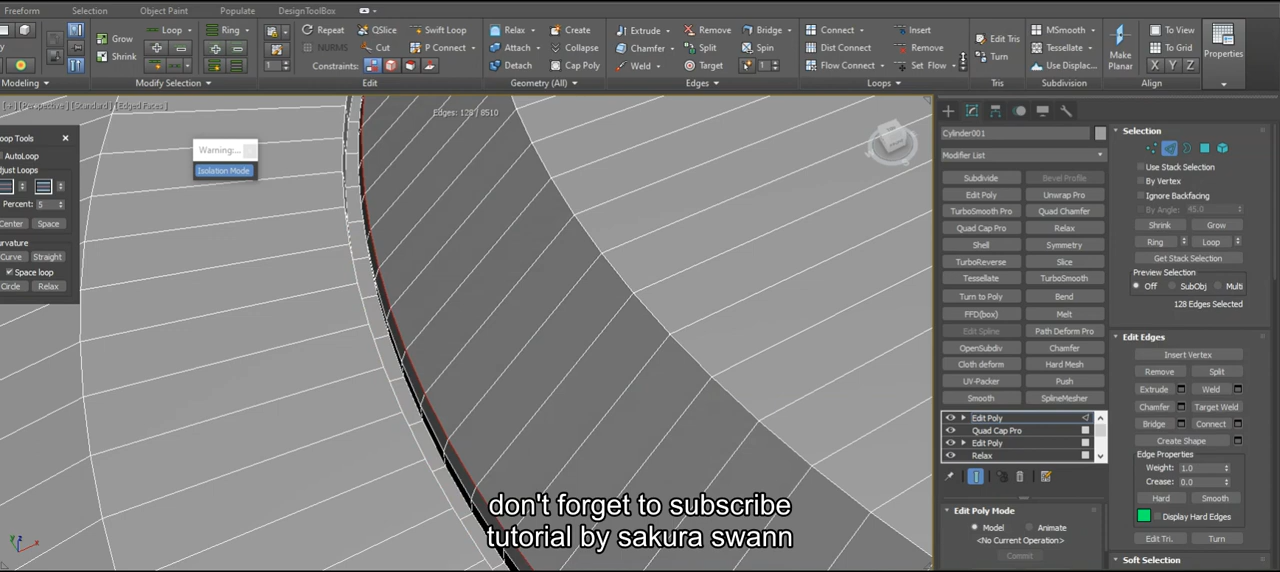 Freeform
Selection
Object Paint
Populate
DesignToolBox
Grow
Shrink
Loop
Ring
Modify Selection
Modeling
Repeat
QSlice
Swift Loop
NURMS
Cut
P Connect
Constraints:
Edit
Relax
Create
Attach
Collapse
Detach
Cap Poly
Geometry (All)
Extrude
Remove
Bridge
Chamfer
Split
Spin
Weld
Target
1
Edges
Connect
Insert
Dist Connect
Remove
Flow Connect
Set Flow
Loops
Edit Tris
Turn
Tris
MSmooth
Tessellate
Use Displac...
Subdivision
Make
Planar
To View
To Grid
X Y Z
Align
Properties
[+] [Perspective] [Standard] [Edged Faces]
Edges: 128 / 8510
oop Tools
AutoLoop
djust Loops
Percent: 5
Center
Space
urvature
Curve
Straight
Space loop
Circle
Relax
Warning:...
Isolation Mode
Cylinder001
Modifier List
Subdivide
Bevel Profile
Edit Poly
Unwrap Pro
TurboSmooth Pro
Quad Chamfer
Quad Cap Pro
Relax
Shell
Symmetry
TurboReverse
Slice
Tessellate
TurboSmooth
Turn to Poly
Bend
FFD(box)
Melt
Edit Spline
Path Deform Pro
OpenSubdiv
Chamfer
Cloth deform
Hard Mesh
UV-Packer
Push
Smooth
SplineMesher
Edit Poly
Quad Cap Pro
Edit Poly
Relax
Edit Poly Mode
Model
Animate
<No Current Operation>
Commit
Selection
Use Stack Selection
By Vertex
Ignore Backfacing
By Angle: 45.0
Shrink
Grow
Ring
Loop
Get Stack Selection
Preview Selection
Off
SubObj
Multi
128 Edges Selected
Edit Edges
Insert Vertex
Remove
Split
Extrude
Weld
Chamfer
Target Weld
Bridge
Connect
Create Shape
Edge Properties
Weight: 1.0
Crease: 0.0
Hard
Smooth
Display Hard Edges
Edit Tri.
Turn
Soft Selection
don't forget to subscribe
tutorial by sakura swann